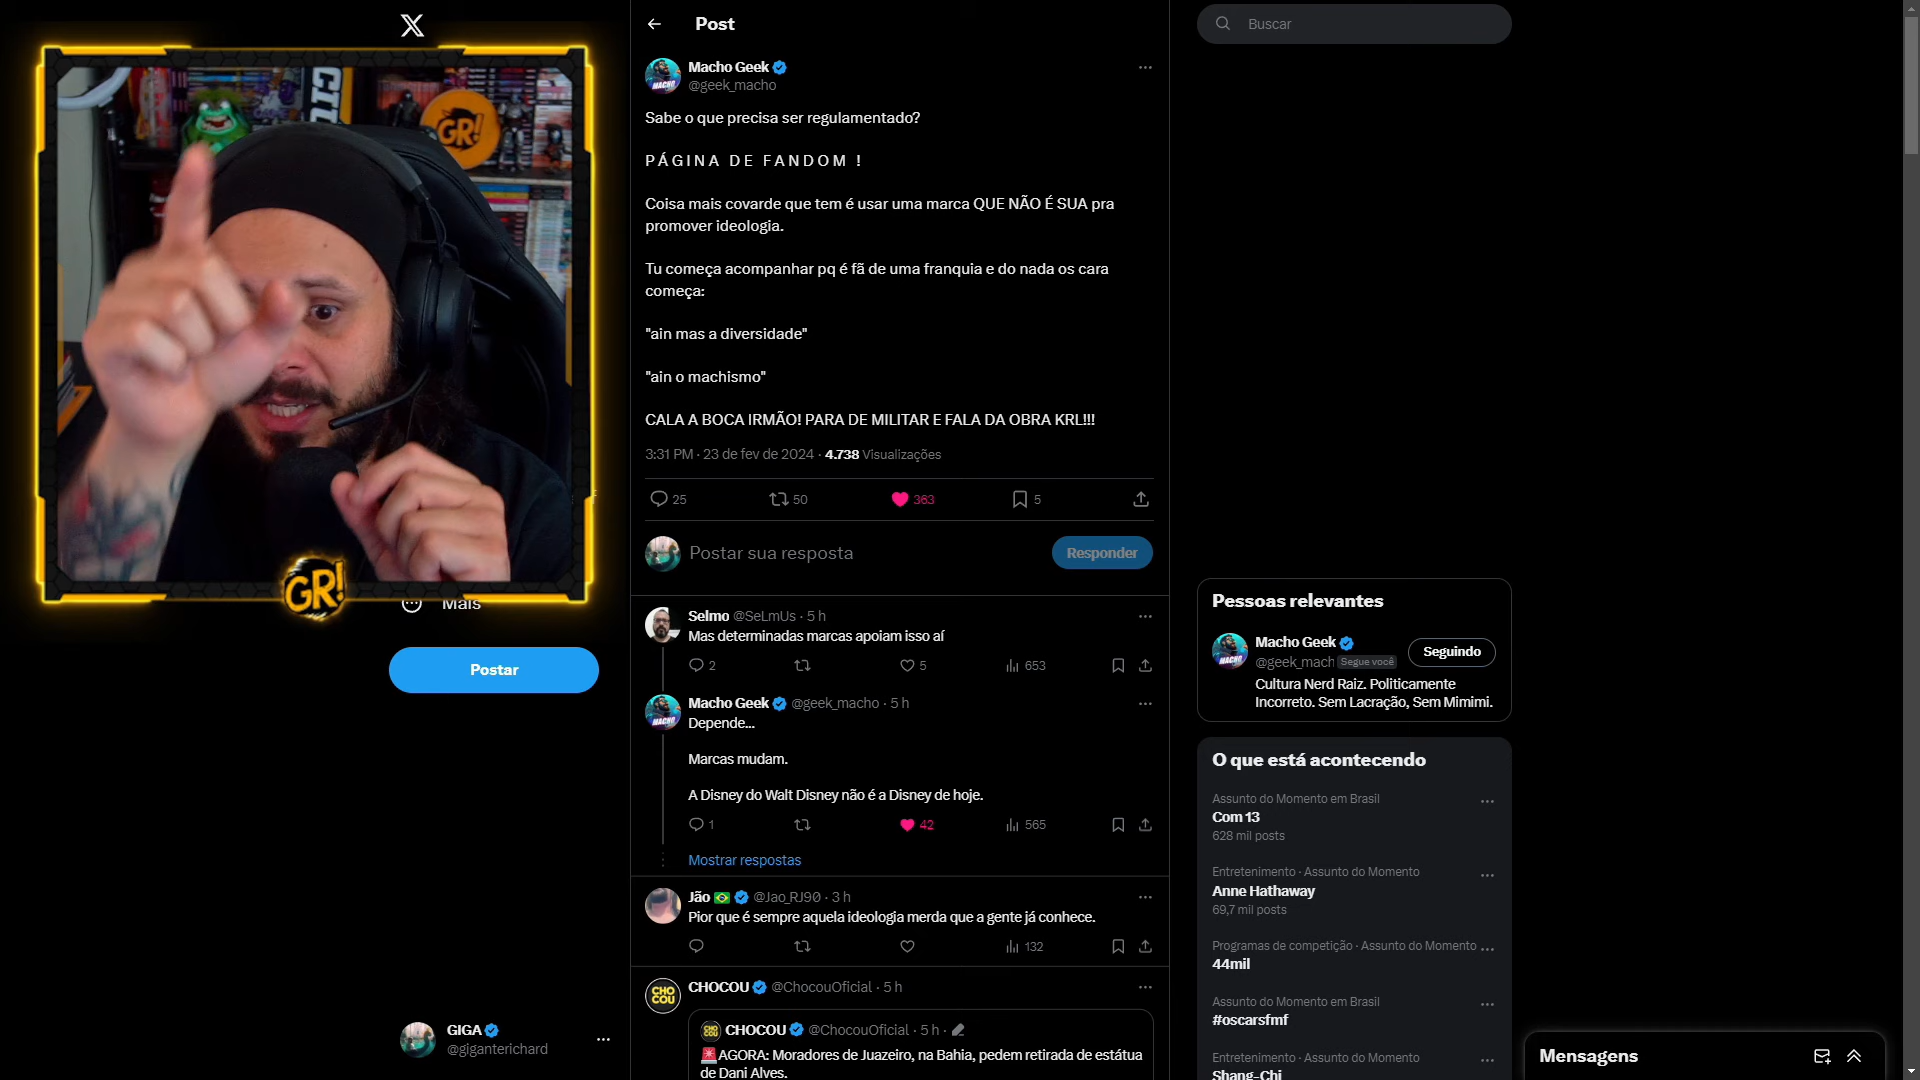 Post
Buscar
Macho Geek
@geek_macho
Sabe o que precisa ser regulamentado?
P Á G I N A D E F A N D O M !
Coisa mais covarde que tem é usar uma marca QUE NÃO É SUA pra
promover ideologia.
Tu começa acompanhar pq é fã de uma franquia e do nada os cara
começa:
"ain mas a diversidade"
"ain o machismo"
CALA A BOCA IRMÃO! PARA DE MILITAR E FALA DA OBRA KRL!!!
3:31 PM · 23 de fev de 2024 · 4.738 Visualizações
25 50 363 5
Postar sua resposta
Responder
Selmo @SeLmUs · 5 h
Mas determinadas marcas apoiam isso aí
2 5 653
Macho Geek @geek_macho · 5 h
Depende...
Marcas mudam.
A Disney do Walt Disney não é a Disney de hoje.
1 42 565
Mostrar respostas
Jão @Jao_RJ90 · 3 h
Pior que é sempre aquela ideologia merda que a gente já conhece.
132
CHOCOU @ChocouOficial · 5 h
CHO
COU
CHOCOU @ChocouOficial · 5 h ·
AGORA: Moradores de Juazeiro, na Bahia, pedem retirada de estátua
de Dani Alves.
GR!
GR!
Mais
Postar
GIGA
@giganterichard
Pessoas relevantes
Macho Geek
@geek_mach Segue você
Seguindo
Cultura Nerd Raiz. Politicamente
Incorreto. Sem Lacração, Sem Mimimi.
O que está acontecendo
Assunto do Momento em Brasil
Com 13
628 mil posts
Entretenimento · Assunto do Momento
Anne Hathaway
69,7 mil posts
Programas de competição · Assunto do Momento
44mil
Assunto do Momento em Brasil
#oscarsfmf
Entretenimento · Assunto do Momento
Shang-Chi
Mensagens